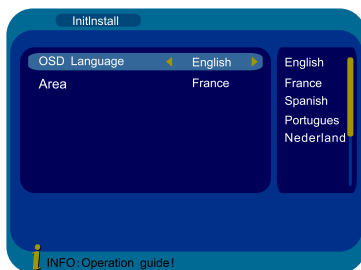 InitInstall
OSD Language English
Area France
English
France
Spanish
Portugues
Nederland
INFO:Operation guide!